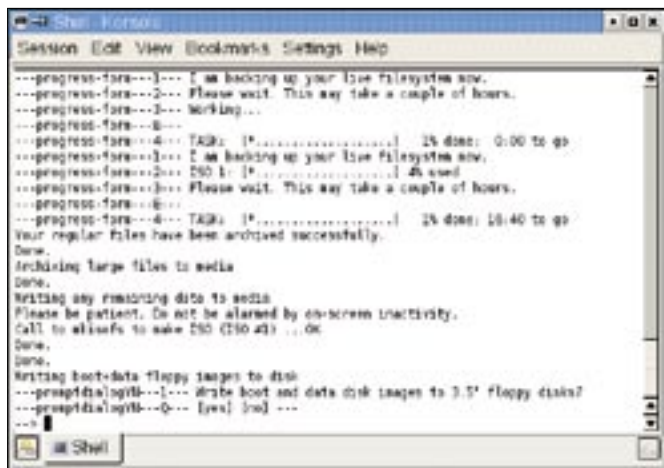 Shell - Konsole
Session Edit View Bookmarks Settings Help
---progress-form---1--- I am backing up your live filesystem now.
---progress-form---2--- Please wait. This may take a couple of hours.
---progress-form---3--- Working...
---progress-form---E---
---progress-form---4--- TASK: [*...................] 1% done; 0:00 to go
---progress-form---1--- I am backing up your live filesystem now.
---progress-form---2--- ISO 1: [*...................] 4% used
---progress-form---3--- Please wait. This may take a couple of hours.
---progress-form---E---
---progress-form---4--- TASK: [*...................] 1% done; 16:40 to go
Your regular files have been archived successfully.
Done.
Archiving large files to media
Done.
Writing any remaining data to media
Please be patient. Do not be alarmed by on-screen inactivity.
Call to mkisofs to make ISO (ISO #1) ...OK
Done.
Done.
Writing boot+data floppy images to disk
---promptdialogYN---1--- Write boot and data disk images to 3.5" floppy disks?
---promptdialogYN---Q--- [yes] [no] ---
-->
Shell